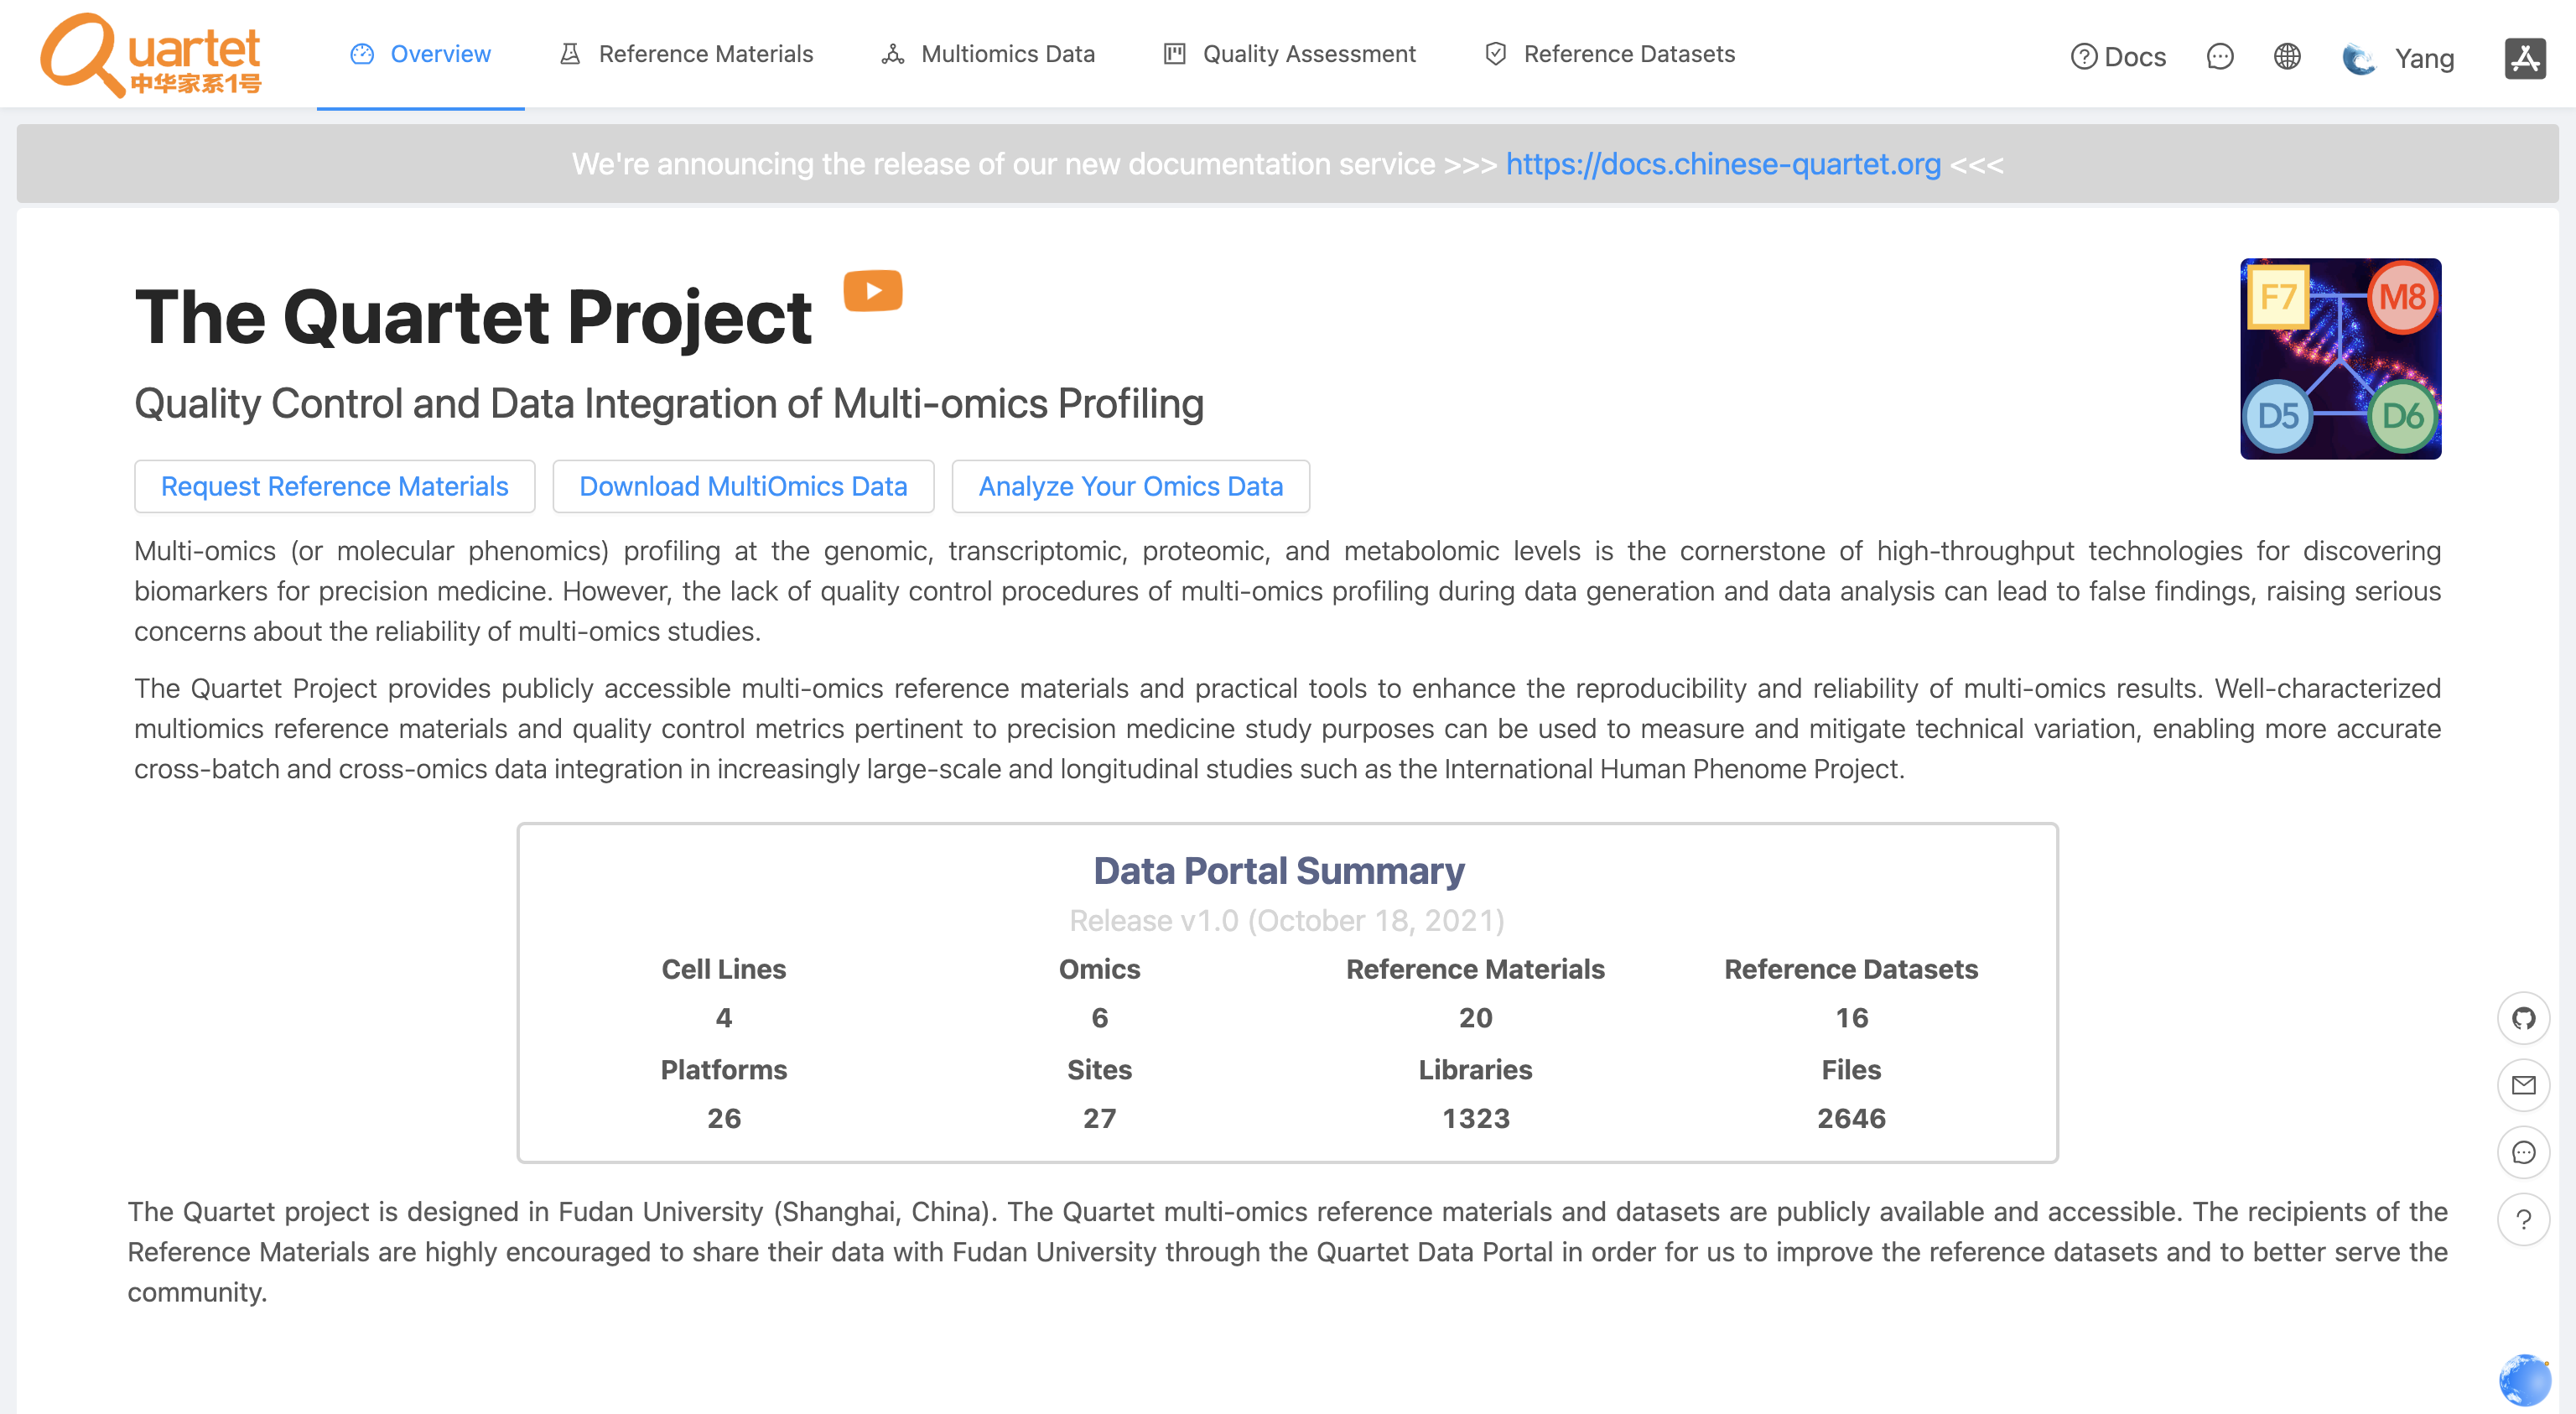 Quartet
中华家系1号
Overview
Reference Materials
Multiomics Data
Quality Assessment
Reference Datasets
Docs
Yang
We're announcing the release of our new documentation service >>> https://docs.chinese-quartet.org <<<
The Quartet Project
F7
M8
D5
D6
Quality Control and Data Integration of Multi-omics Profiling
Request Reference Materials
Download MultiOmics Data
Analyze Your Omics Data
Multi-omics (or molecular phenomics) profiling at the genomic, transcriptomic, proteomic, and metabolomic levels is the cornerstone of high-throughput technologies for discovering
biomarkers for precision medicine. However, the lack of quality control procedures of multi-omics profiling during data generation and data analysis can lead to false findings, raising serious
concerns about the reliability of multi-omics studies.
The Quartet Project provides publicly accessible multi-omics reference materials and practical tools to enhance the reproducibility and reliability of multi-omics results. Well-characterized
multiomics reference materials and quality control metrics pertinent to precision medicine study purposes can be used to measure and mitigate technical variation, enabling more accurate
cross-batch and cross-omics data integration in increasingly large-scale and longitudinal studies such as the International Human Phenome Project.
Data Portal Summary
Release v1.0 (October 18, 2021)
Cell Lines
Omics
Reference Materials
Reference Datasets
4
6
20
16
Platforms
Sites
Libraries
Files
26
27
1323
2646
The Quartet project is designed in Fudan University (Shanghai, China). The Quartet multi-omics reference materials and datasets are publicly available and accessible. The recipients of the
Reference Materials are highly encouraged to share their data with Fudan University through the Quartet Data Portal in order for us to improve the reference datasets and to better serve the
community.